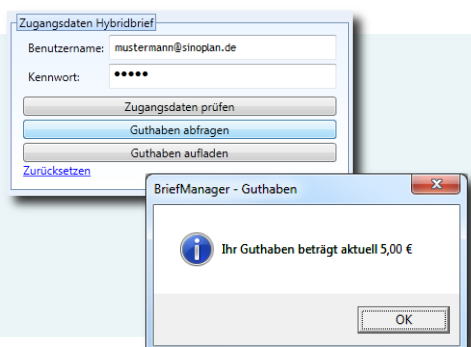 Zugangsdaten Hybridbrief
Benutzername: mustermann@sinoplan.de
Kennwort: •••••
Zugangsdaten prüfen
Guthaben abfragen
Guthaben aufladen
Zurücksetzen
BriefManager - Guthaben
Ihr Guthaben beträgt aktuell 5,00 €
OK